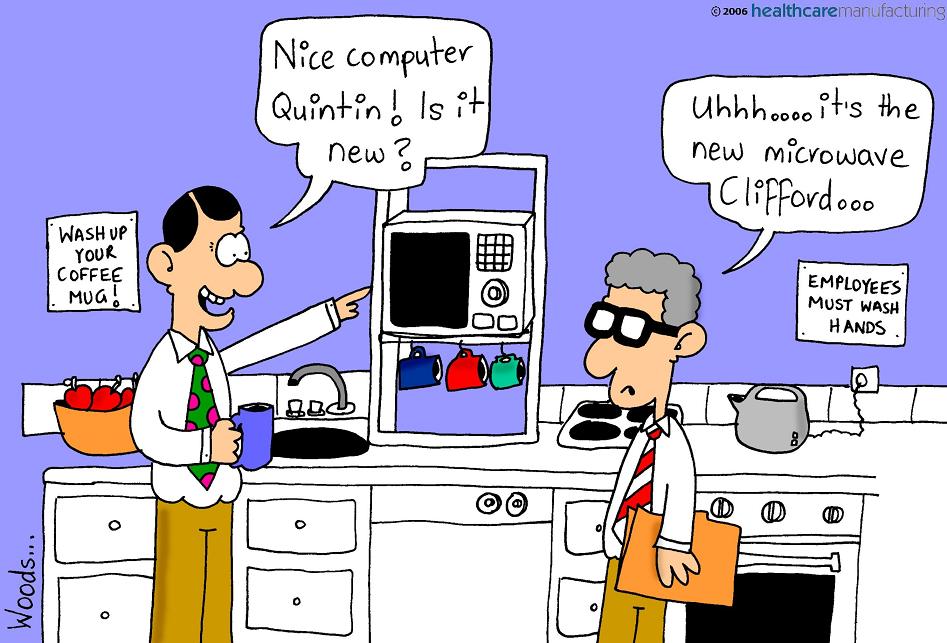 © 2006 healthcaremanufacturing
Nice computer
Quintin! Is it
new?
Uhhh....it's the
new microwave
Clifford...
WASH UP
YOUR
COFFEE
MUG!
EMPLOYEES
MUST WASH
HANDS
Woods...